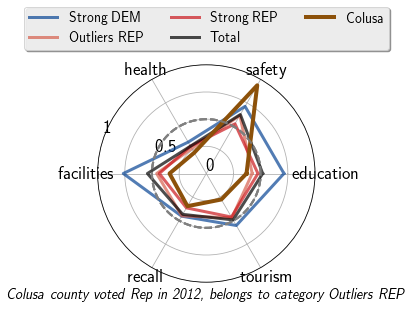 Strong DEM Strong REP Colusa
Outliers REP Total
health safety
1
0.5
0
facilities education
recall tourism
Colusa county voted Rep in 2012, belongs to category Outliers REP